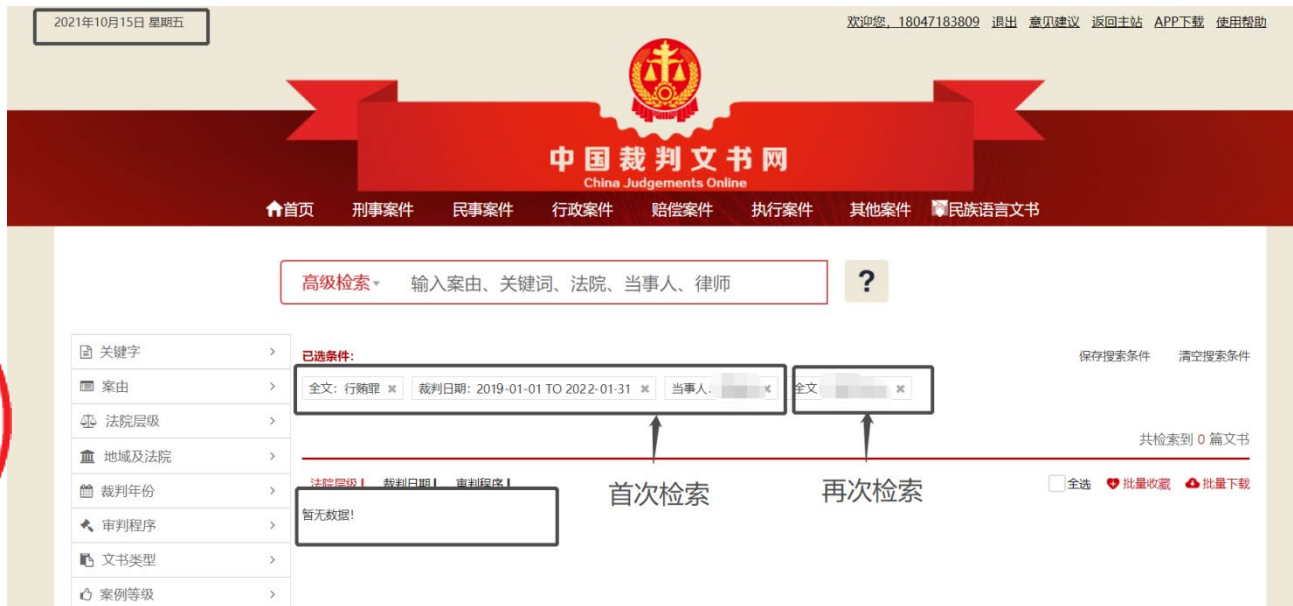 2021年10月15日 星期五
欢迎您，18047183809 退出 意见建议 返回主站 APP下载 使用帮助
中国裁判文书网
China Judgements Online
首页 刑事案件 民事案件 行政案件 赔偿案件 执行案件 其他案件 民族语言文书
高级检索 输入案由、关键词、法院、当事人、律师 ?
关键字
已选条件：
保存搜索条件 清空搜索条件
案由
全文：行贿罪 × 裁判日期：2019-01-01 TO 2022-01-31 × 当事人 × 全文 ×
法院层级
共检索到 0 篇文书
地域及法院
法院层级 裁判日期 审判程序
首次检索 再次检索
全选 批量收藏 批量下载
裁判年份
暂无数据!
审判程序
文书类型
案例等级